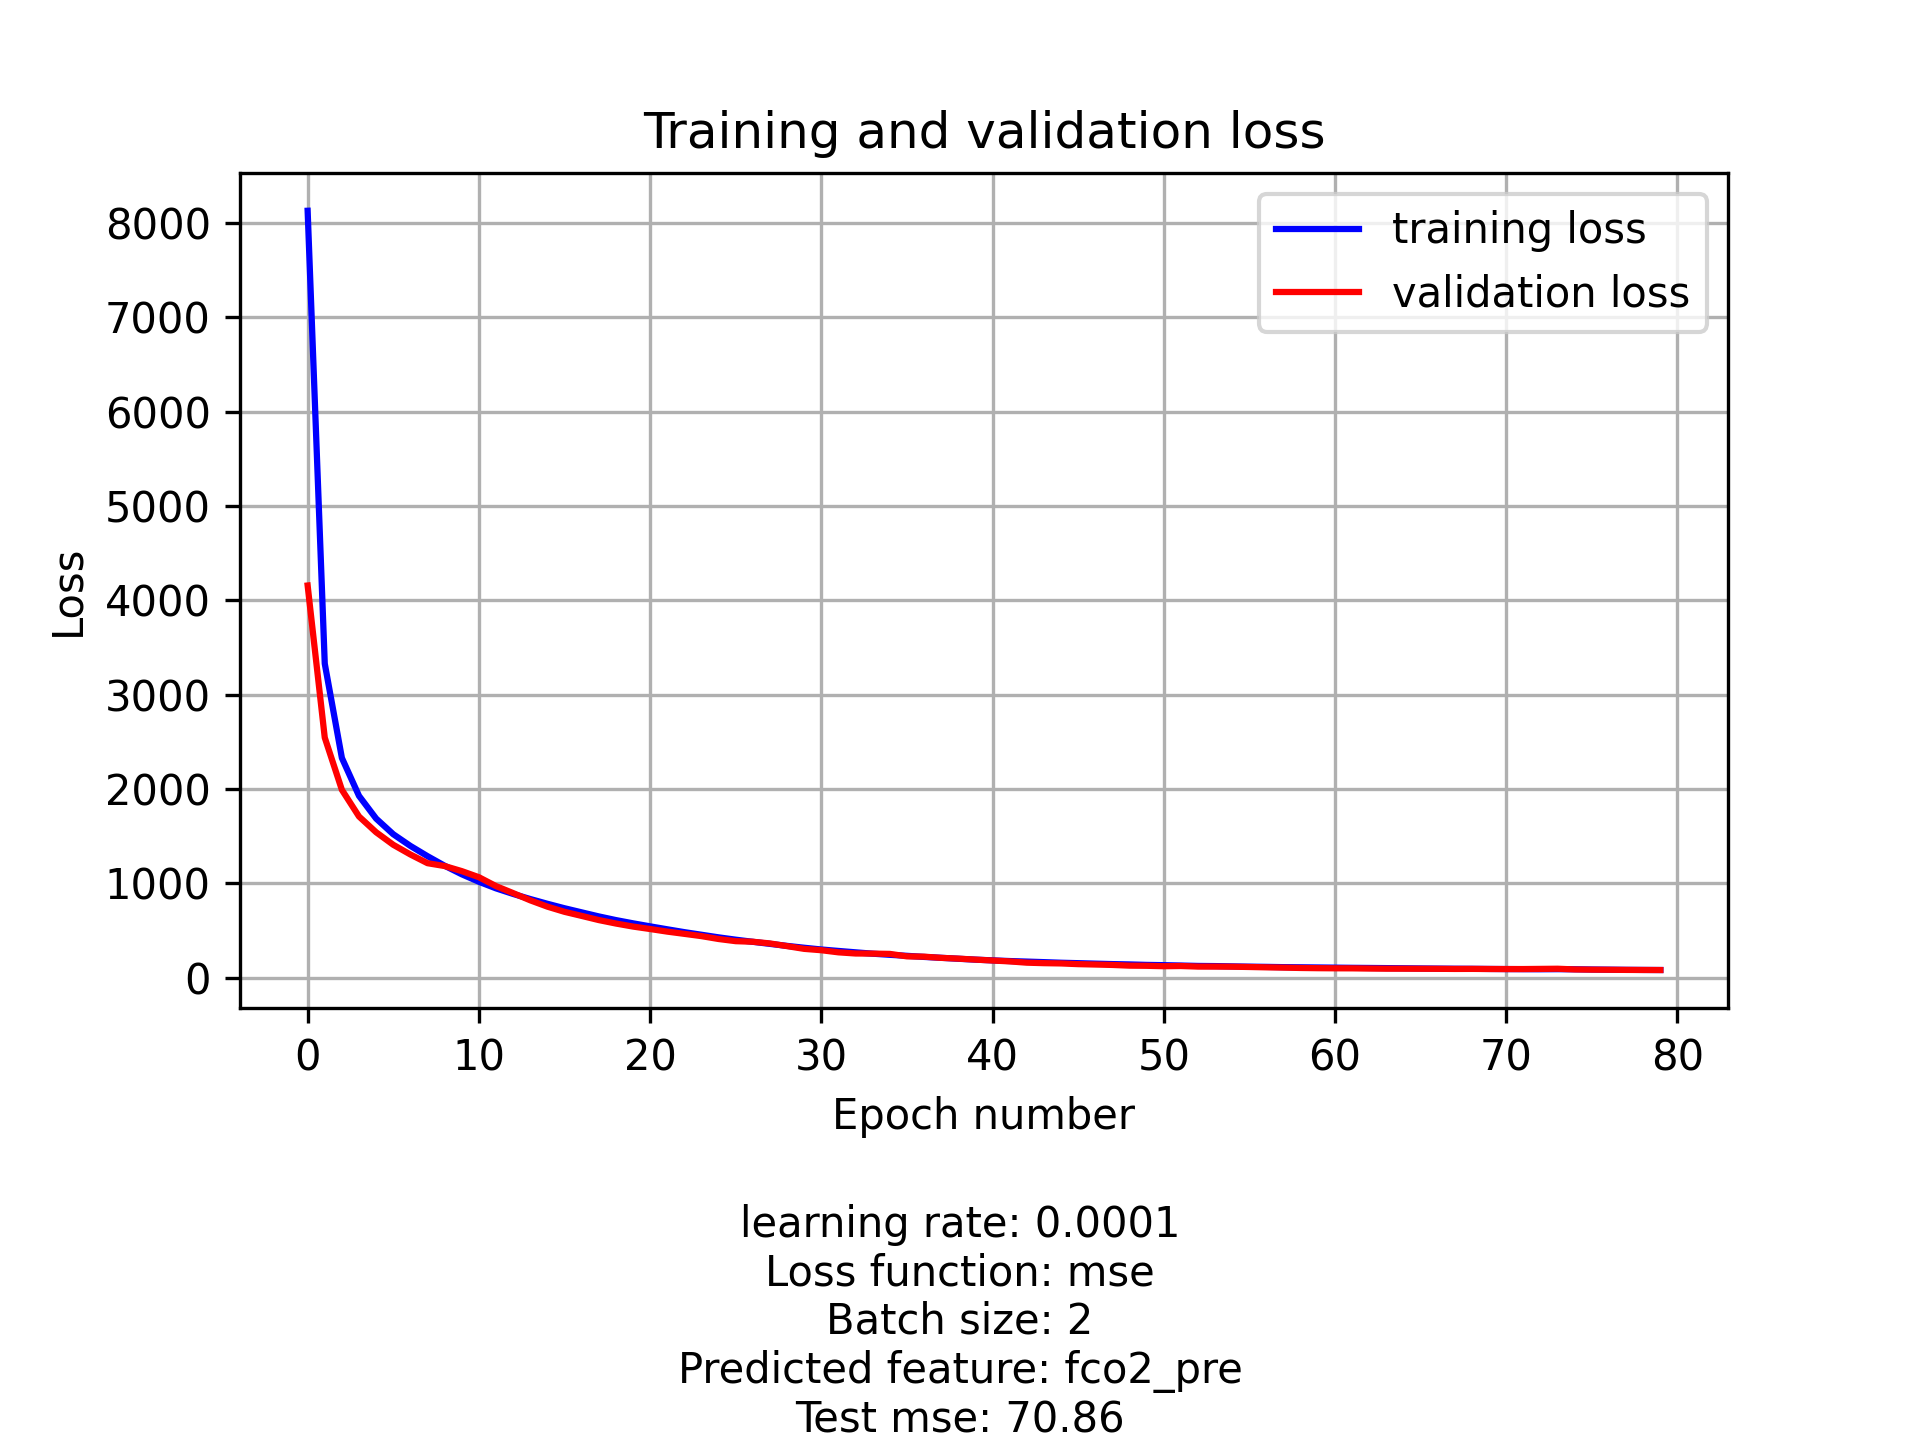 Training and validation loss
training loss
validation loss
8000
7000
6000
5000
4000
3000
2000
1000
0
Loss
0 10 20 30 40 50 60 70 80
Epoch number
learning rate: 0.0001
Loss function: mse
Batch size: 2
Predicted feature: fco2_pre
Test mse: 70.86